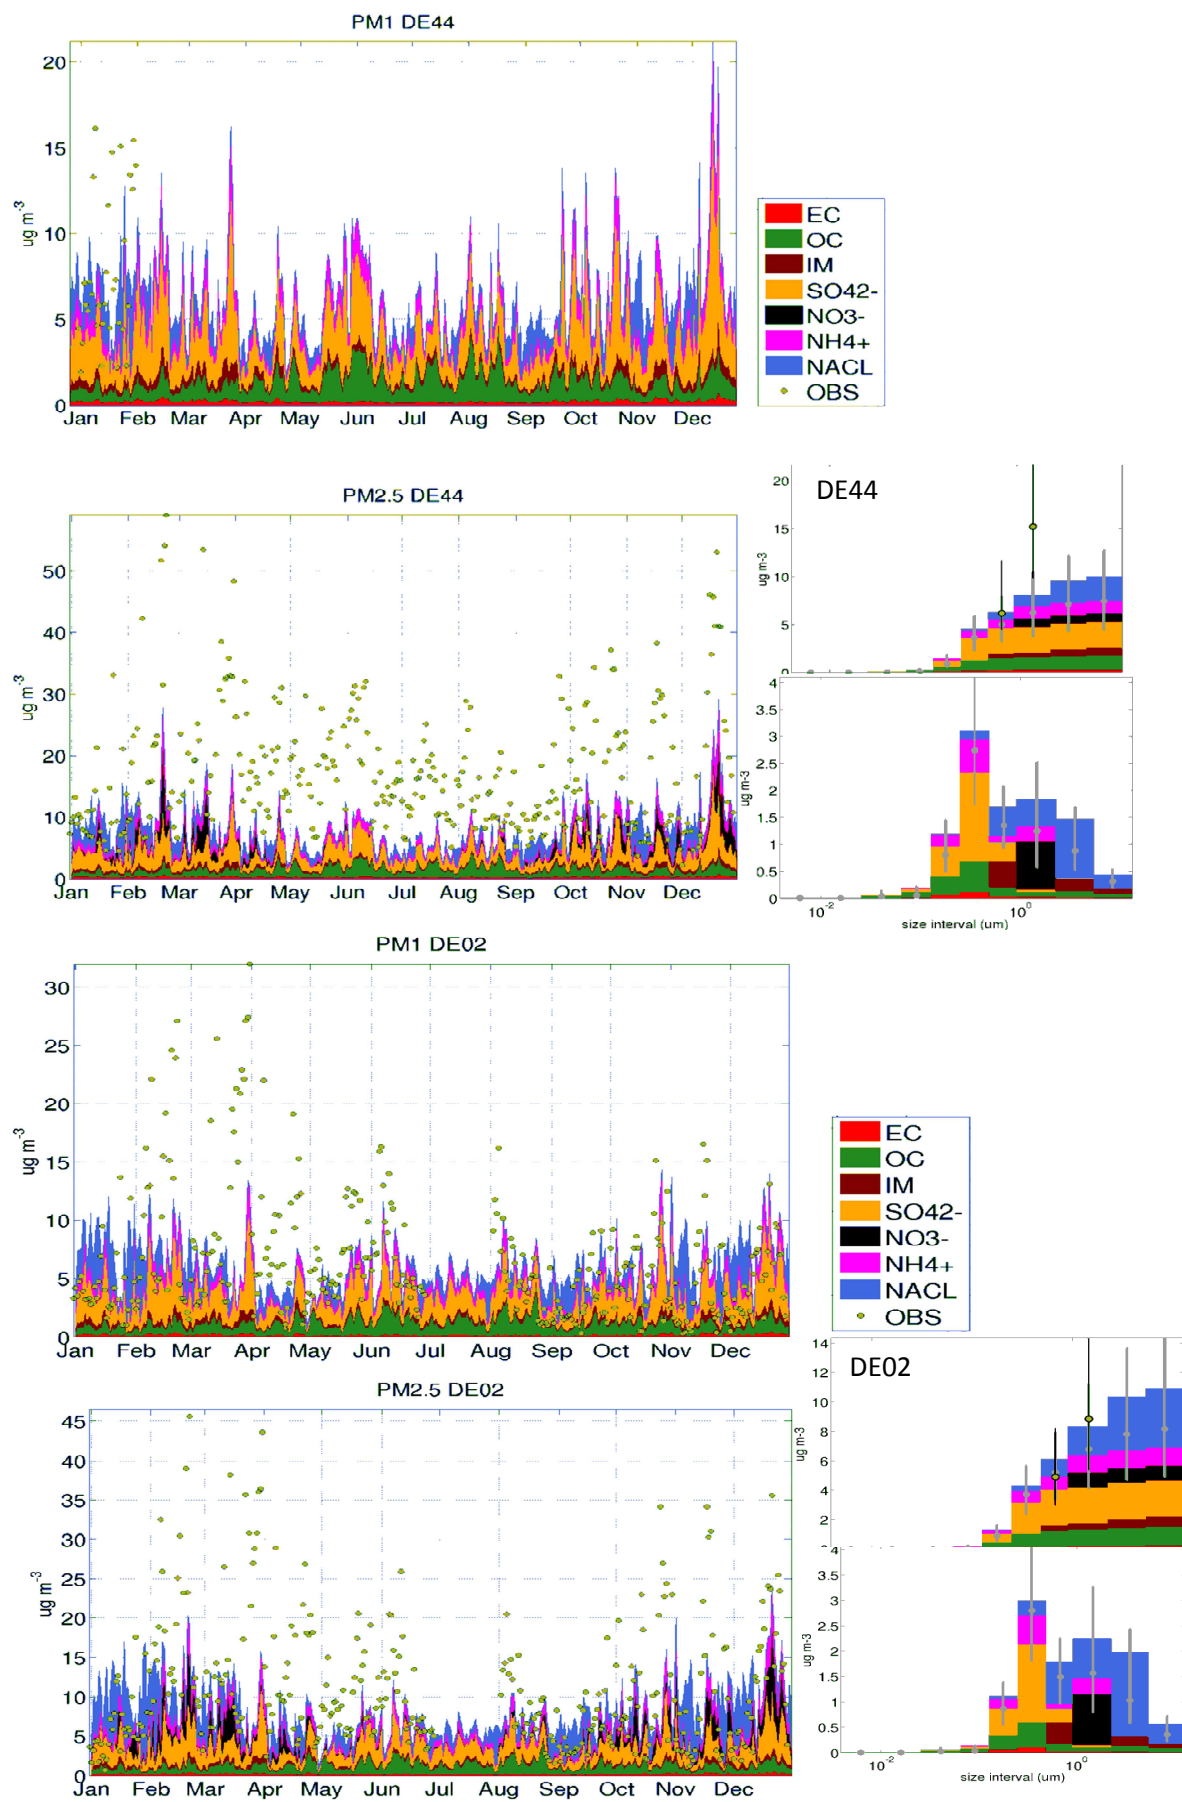 PM1 DE44
20
15
10
5
0
ug m-3
Jan Feb Mar Apr May Jun Jul Aug Sep Oct Nov Dec
EC
OC
IM
SO42-
NO3-
NH4+
NACL
OBS
PM2.5 DE44
50
40
30
20
10
0
ug m-3
Jan Feb Mar Apr May Jun Jul Aug Sep Oct Nov Dec
DE44
20
15
10
5
ug m-3
4
3.5
3
2.5
2
1.5
1
0.5
0
ug m-3
10-2 100
size interval (um)
PM1 DE02
30
25
20
15
10
5
0
ug m-3
Jan Feb Mar Apr May Jun Jul Aug Sep Oct Nov Dec
EC
OC
IM
SO42-
NO3-
NH4+
NACL
OBS
PM2.5 DE02
45
40
35
30
25
20
15
10
5
0
ug m-3
Jan Feb Mar Apr May Jun Jul Aug Sep Oct Nov Dec
DE02
14
12
10
8
6
4
2
ug m-3
4
3.5
3
2.5
2
1.5
1
0.5
0
ug m-3
10-2 100
size interval (um)